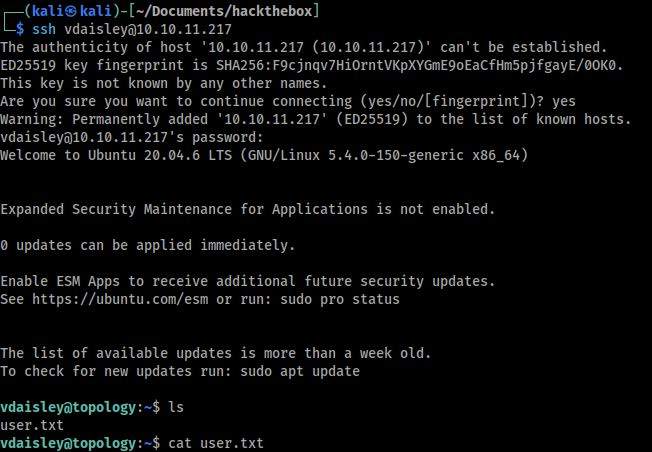 ┌──(kali㉿kali)-[~/Documents/hackthebox]
└─$ ssh vdaisley@10.10.11.217
The authenticity of host '10.10.11.217 (10.10.11.217)' can't be established.
ED25519 key fingerprint is SHA256:F9cjnqv7HiOrntVKpXYGmE9oEaCfHm5pjfgayE/0OK0.
This key is not known by any other names.
Are you sure you want to continue connecting (yes/no/[fingerprint])? yes
Warning: Permanently added '10.10.11.217' (ED25519) to the list of known hosts.
vdaisley@10.10.11.217's password:
Welcome to Ubuntu 20.04.6 LTS (GNU/Linux 5.4.0-150-generic x86_64)
Expanded Security Maintenance for Applications is not enabled.
0 updates can be applied immediately.
Enable ESM Apps to receive additional future security updates.
See https://ubuntu.com/esm or run: sudo pro status
The list of available updates is more than a week old.
To check for new updates run: sudo apt update
vdaisley@topology:~$ ls
user.txt
vdaisley@topology:~$ cat user.txt